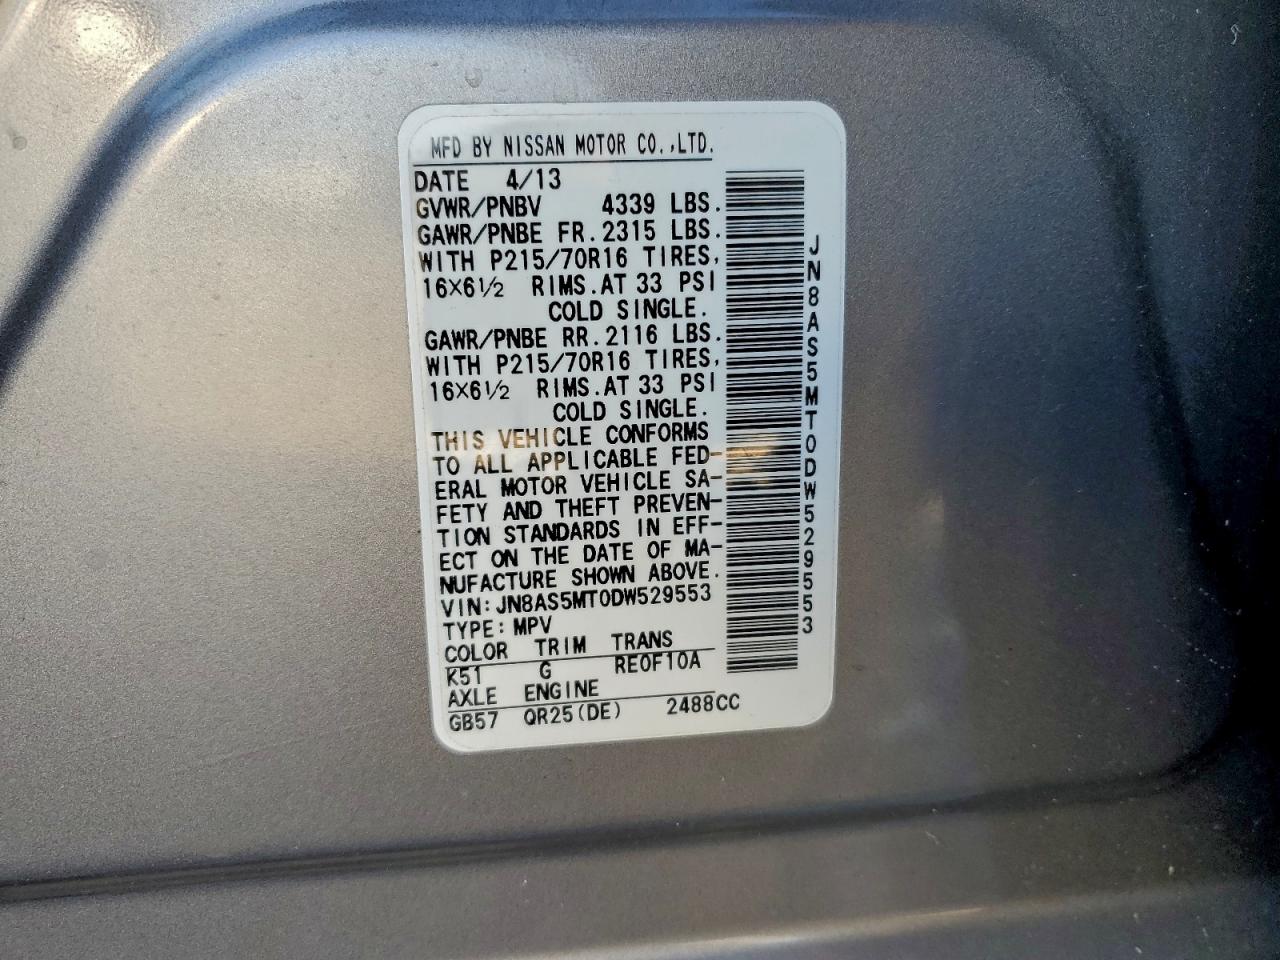 MFD BY NISSAN MOTOR CO.,LTD.
DATE 4/13
GVWR/PNBV 4339 LBS.
GAWR/PNBE FR.2315 LBS.
WITH P215/70R16 TIRES,
16×6½ RIMS.AT 33 PSI
COLD SINGLE.
GAWR/PNBE RR.2116 LBS.
WITH P215/70R16 TIRES,
16×6½ RIMS.AT 33 PSI
COLD SINGLE.
THIS VEHICLE CONFORMS
TO ALL APPLICABLE FED-
ERAL MOTOR VEHICLE SA-
FETY AND THEFT PREVEN-
TION STANDARDS IN EFF-
ECT ON THE DATE OF MA-
NUFACTURE SHOWN ABOVE.
VIN:JN8AS5MT0DW529553
TYPE:MPV
COLOR TRIM TRANS
K51 G RE0F10A
AXLE ENGINE
GB57 QR25(DE) 2488CC
JN8AS5MT0DW529553